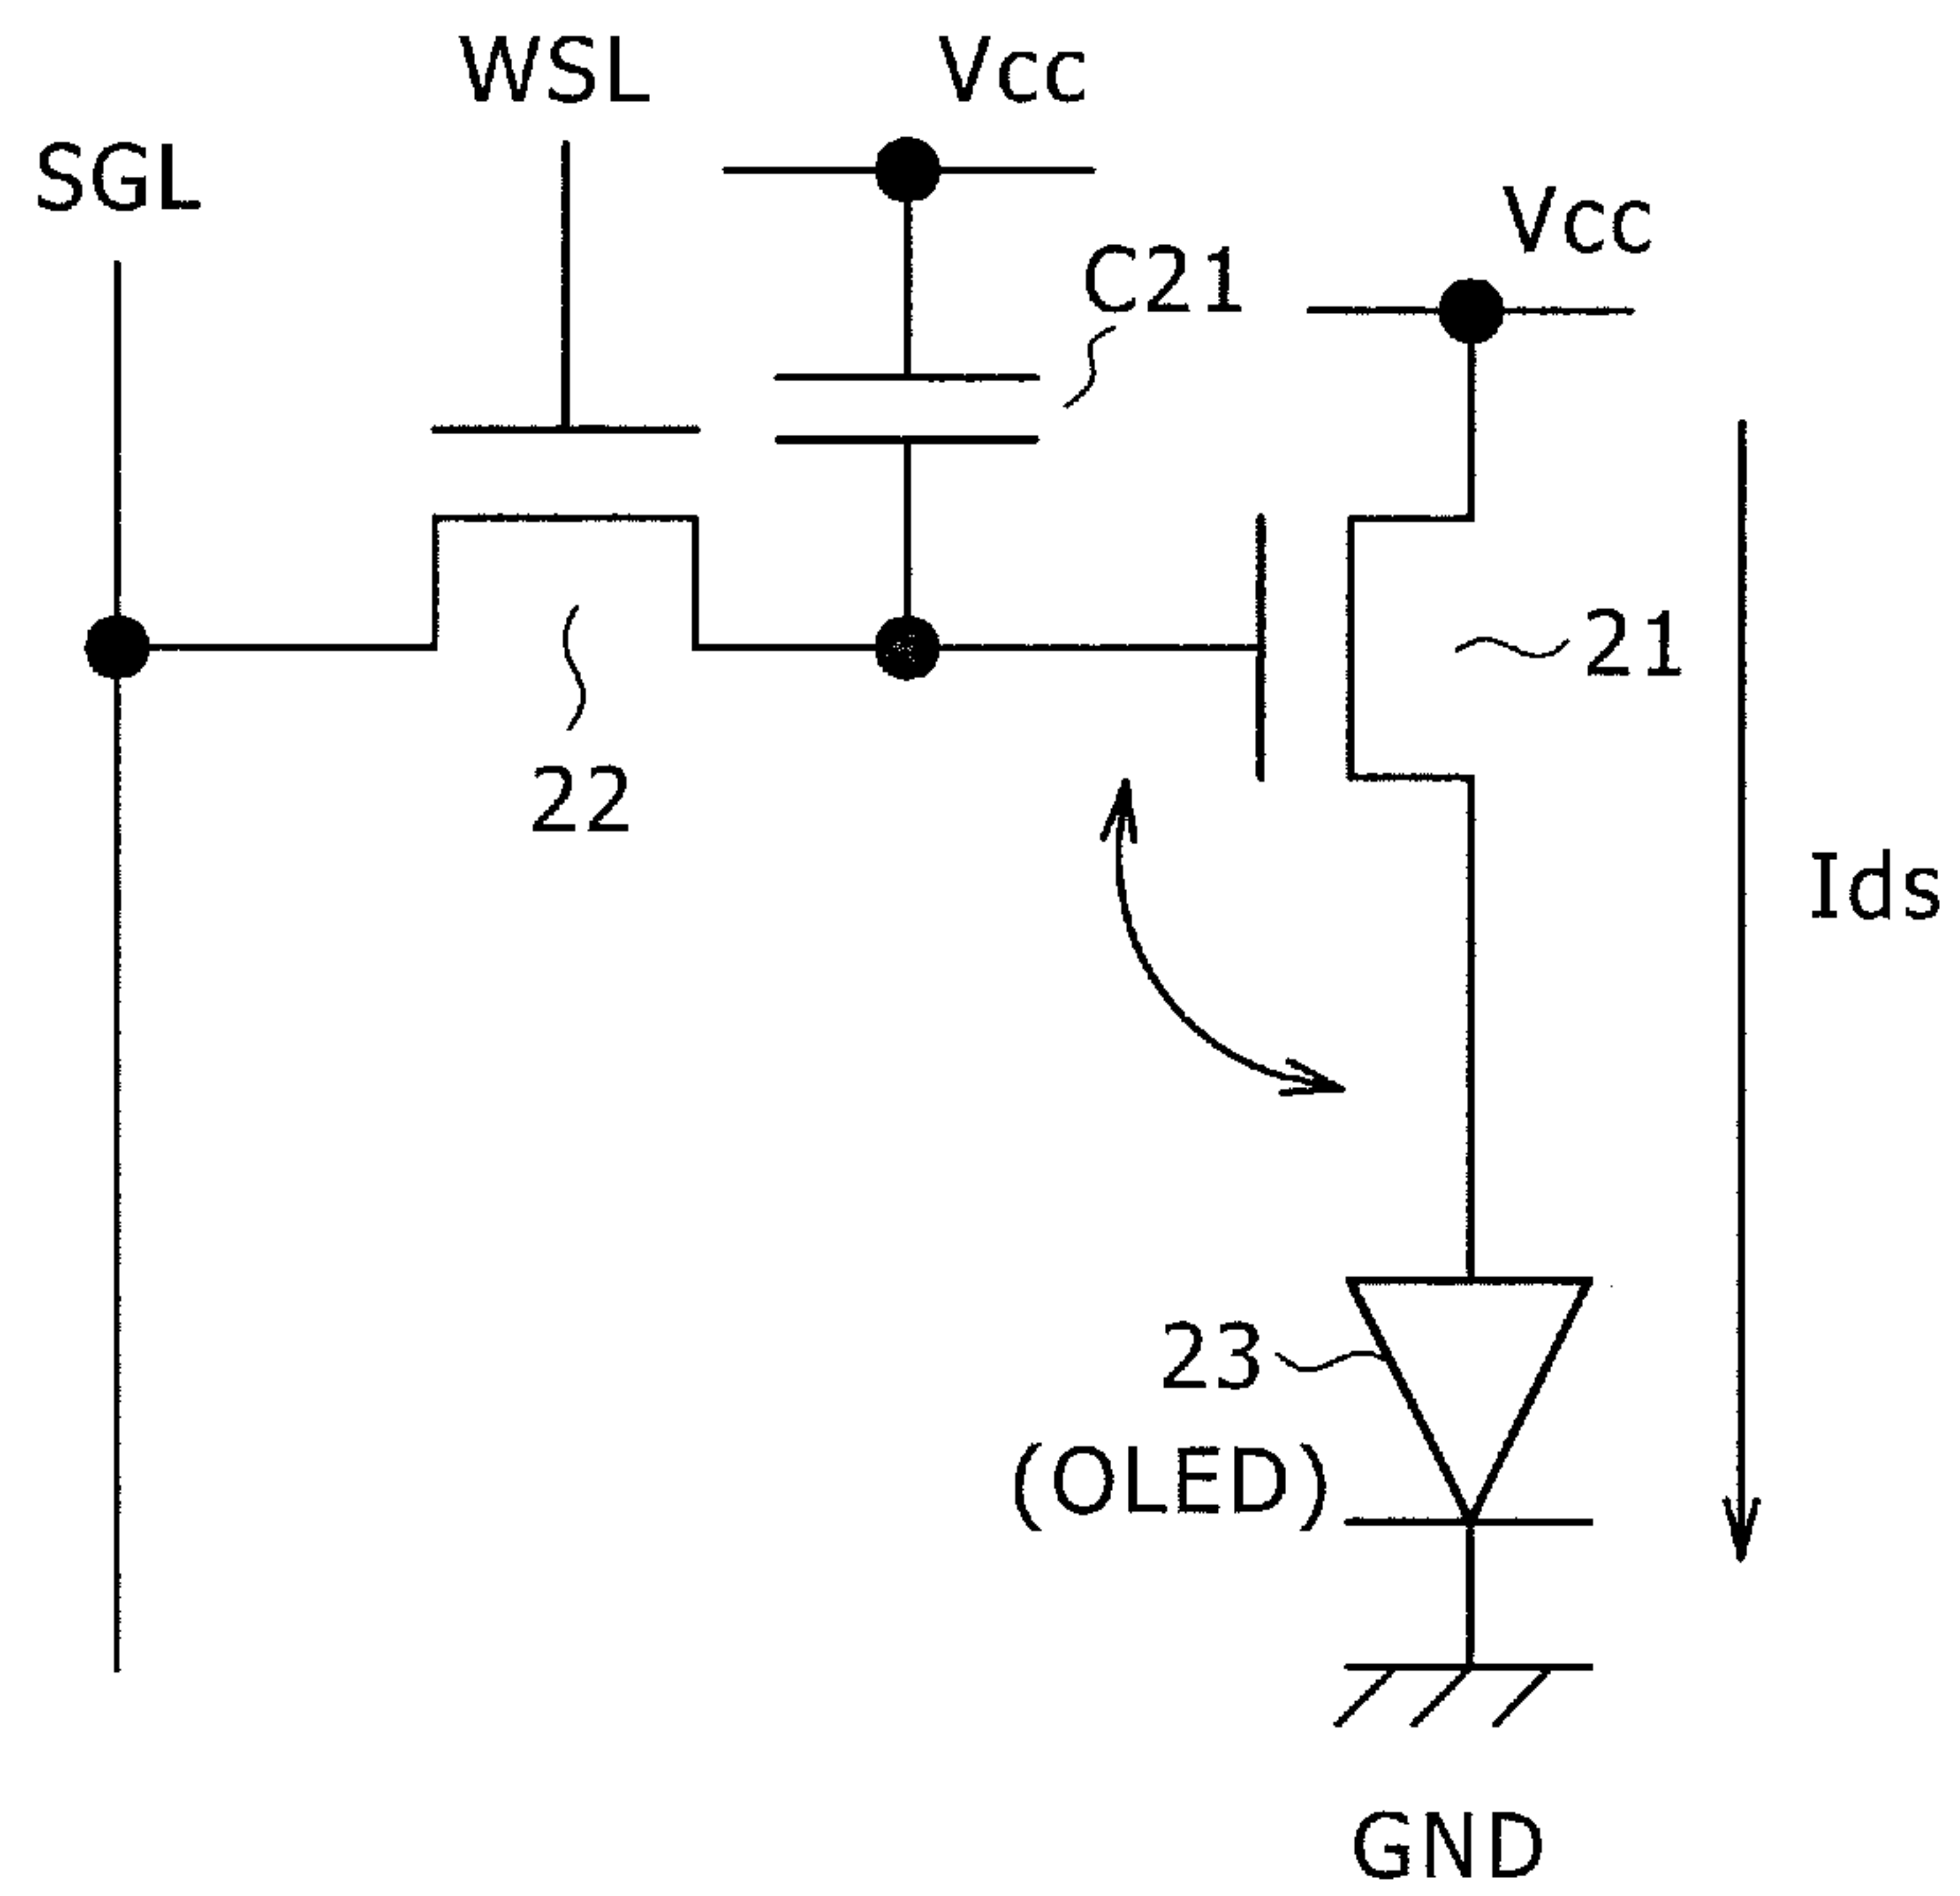 WSL
Vcc
SGL
Vcc
C21
21
22
Ids
23
(OLED)
GND